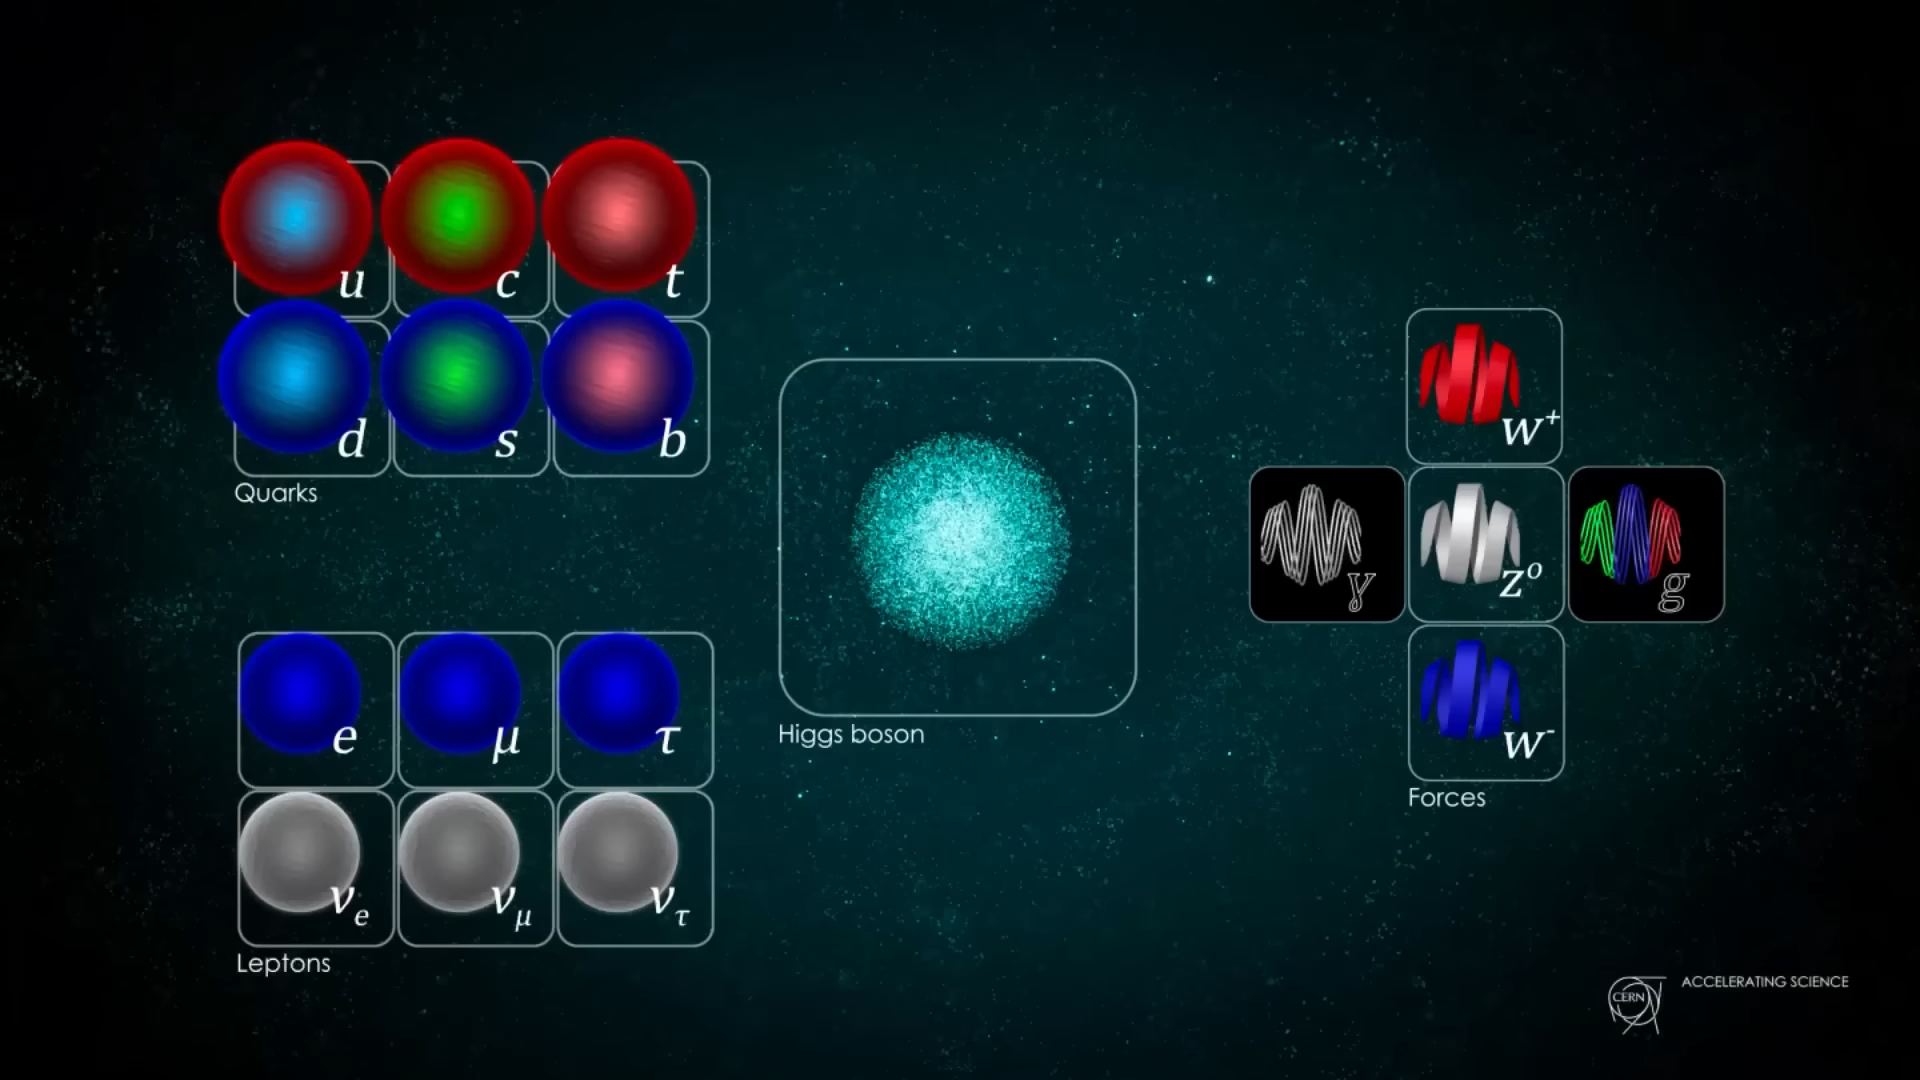 u c t
d s b
Quarks
e μ τ
νe νμ ντ
Leptons
Higgs boson
W+
γ Z0 g
W-
Forces
CERN
ACCELERATING SCIENCE